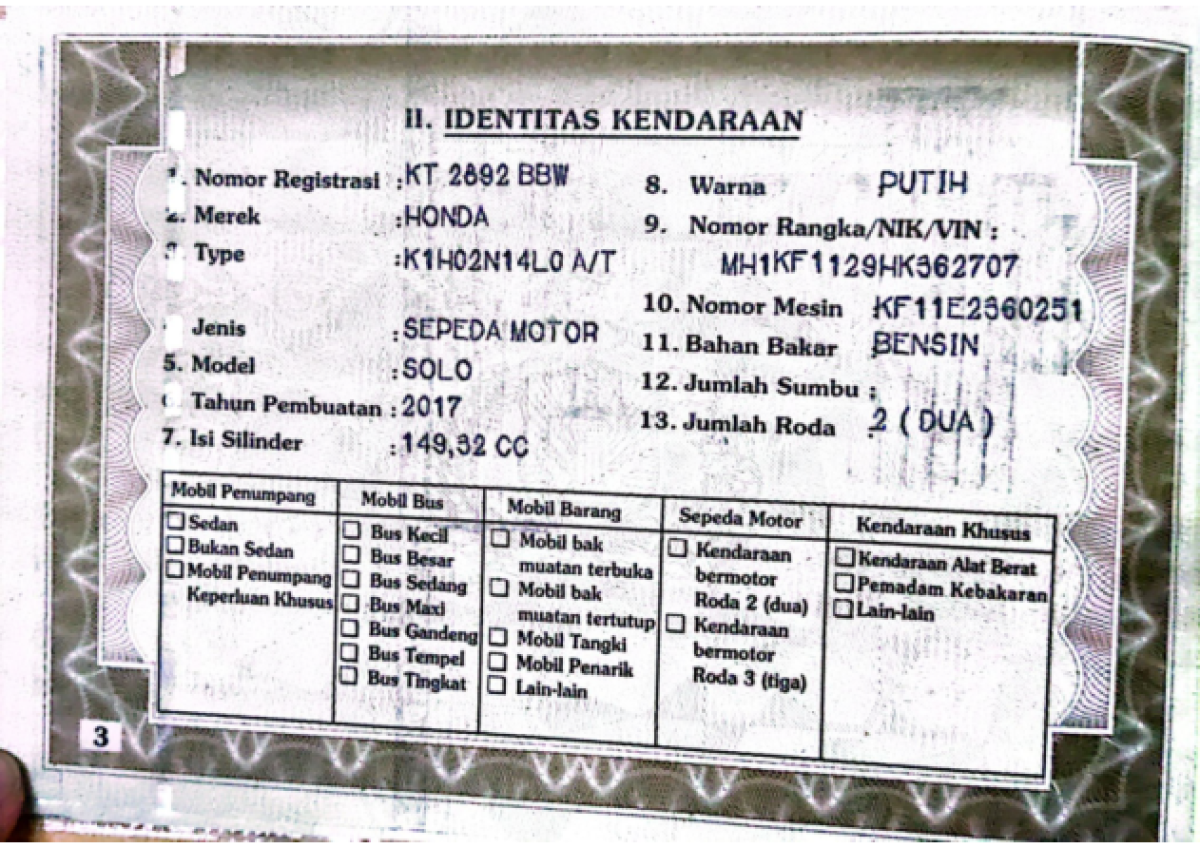 II. IDENTITAS KENDARAAN
1. Nomor Registrasi : KT 2892 BBW
2. Merek : HONDA
3. Type : K1H02N14L0 A/T
Jenis : SEPEDA MOTOR
5. Model : SOLO
6. Tahun Pembuatan : 2017
7. Isi Silinder : 149,32 CC
8. Warna : PUTIH
9. Nomor Rangka/NIK/VIN :
MH1KF1129HK362707
10. Nomor Mesin KF11E2360251
11. Bahan Bakar : BENSIN
12. Jumlah Sumbu :
13. Jumlah Roda : 2 ( DUA )
Mobil Penumpang
Sedan
Bukan Sedan
Mobil Penumpang
Keperluan Khusus
Mobil Bus
Bus Kecil
Bus Besar
Bus Sedang
Bus Maxi
Bus Gandeng
Bus Tempel
Bus Tingkat
Mobil Barang
Mobil bak
muatan terbuka
Mobil bak
muatan tertutup
Mobil Tangki
Mobil Penarik
Lain-lain
Sepeda Motor
Kendaraan
bermotor
Roda 2 (dua)
Kendaraan
bermotor
Roda 3 (tiga)
Kendaraan Khusus
Kendaraan Alat Berat
Pemadam Kebakaran
Lain-lain
3